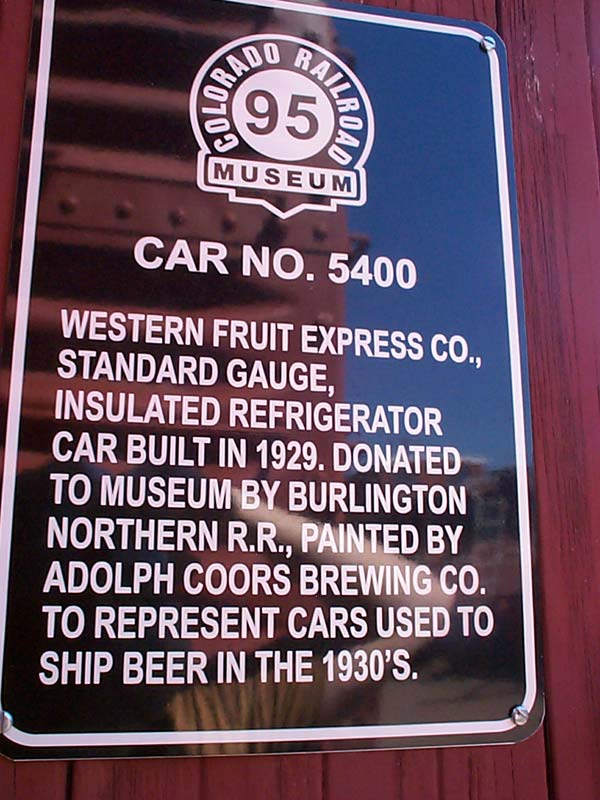 COLORADO RAILROAD
95
MUSEUM
CAR NO. 5400
WESTERN FRUIT EXPRESS CO.,
STANDARD GAUGE,
INSULATED REFRIGERATOR
CAR BUILT IN 1929. DONATED
TO MUSEUM BY BURLINGTON
NORTHERN R.R., PAINTED BY
ADOLPH COORS BREWING CO.
TO REPRESENT CARS USED TO
SHIP BEER IN THE 1930'S.